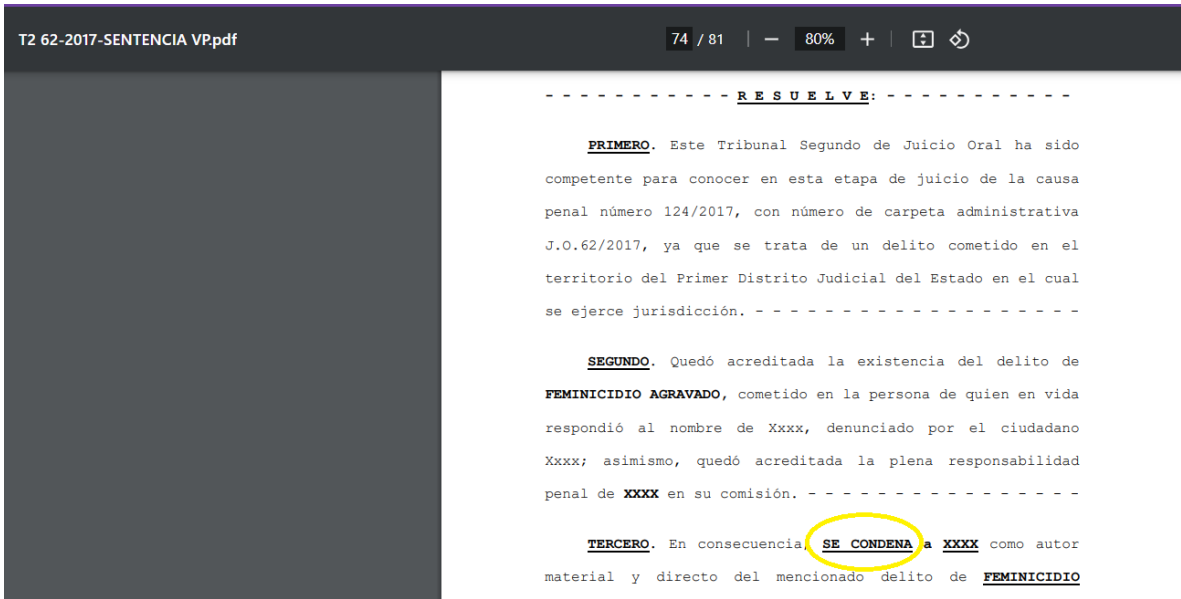 T2 62-2017-SENTENCIA VP.pdf
74 / 81 | — 80% + |
- - - - - - - - - - - R E S U E L V E: - - - - - - - - - - -
PRIMERO. Este Tribunal Segundo de Juicio Oral ha sido
competente para conocer en esta etapa de juicio de la causa
penal número 124/2017, con número de carpeta administrativa
J.O.62/2017, ya que se trata de un delito cometido en el
territorio del Primer Distrito Judicial del Estado en el cual
se ejerce jurisdicción. - - - - - - - - - - - - - - - - - - -
SEGUNDO. Quedó acreditada la existencia del delito de
FEMINICIDIO AGRAVADO, cometido en la persona de quien en vida
respondió al nombre de Xxxx, denunciado por el ciudadano
Xxxx; asimismo, quedó acreditada la plena responsabilidad
penal de XXXX en su comisión. - - - - - - - - - - - - - - - -
TERCERO. En consecuencia, SE CONDENA a XXXX como autor
material y directo del mencionado delito de FEMINICIDIO